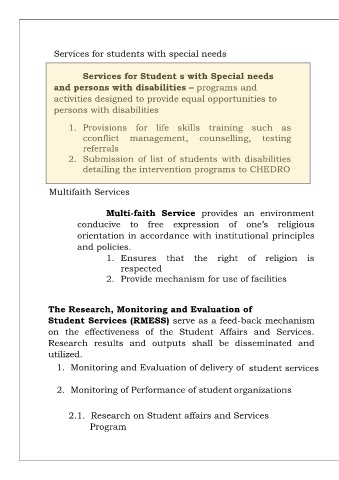 Services for students with special needs
Services for Student s with Special needs
and persons with disabilities – programs and
activities designed to provide equal opportunities to
persons with disabilities
1. Provisions for life skills training such as
cconflict management, counselling, testing
referrals
2. Submission of list of students with disabilities
detailing the intervention programs to CHEDRO
Multifaith Services
Multi-faith Service provides an environment
conducive to free expression of one's religious
orientation in accordance with institutional principles
and policies.
1. Ensures that the right of religion is
respected
2. Provide mechanism for use of facilities
The Research, Monitoring and Evaluation of
Student Services (RMESS) serve as a feed-back mechanism
on the effectiveness of the Student Affairs and Services.
Research results and outputs shall be disseminated and
utilized.
1. Monitoring and Evaluation of delivery of student services
2. Monitoring of Performance of student organizations
2.1. Research on Student affairs and Services
Program